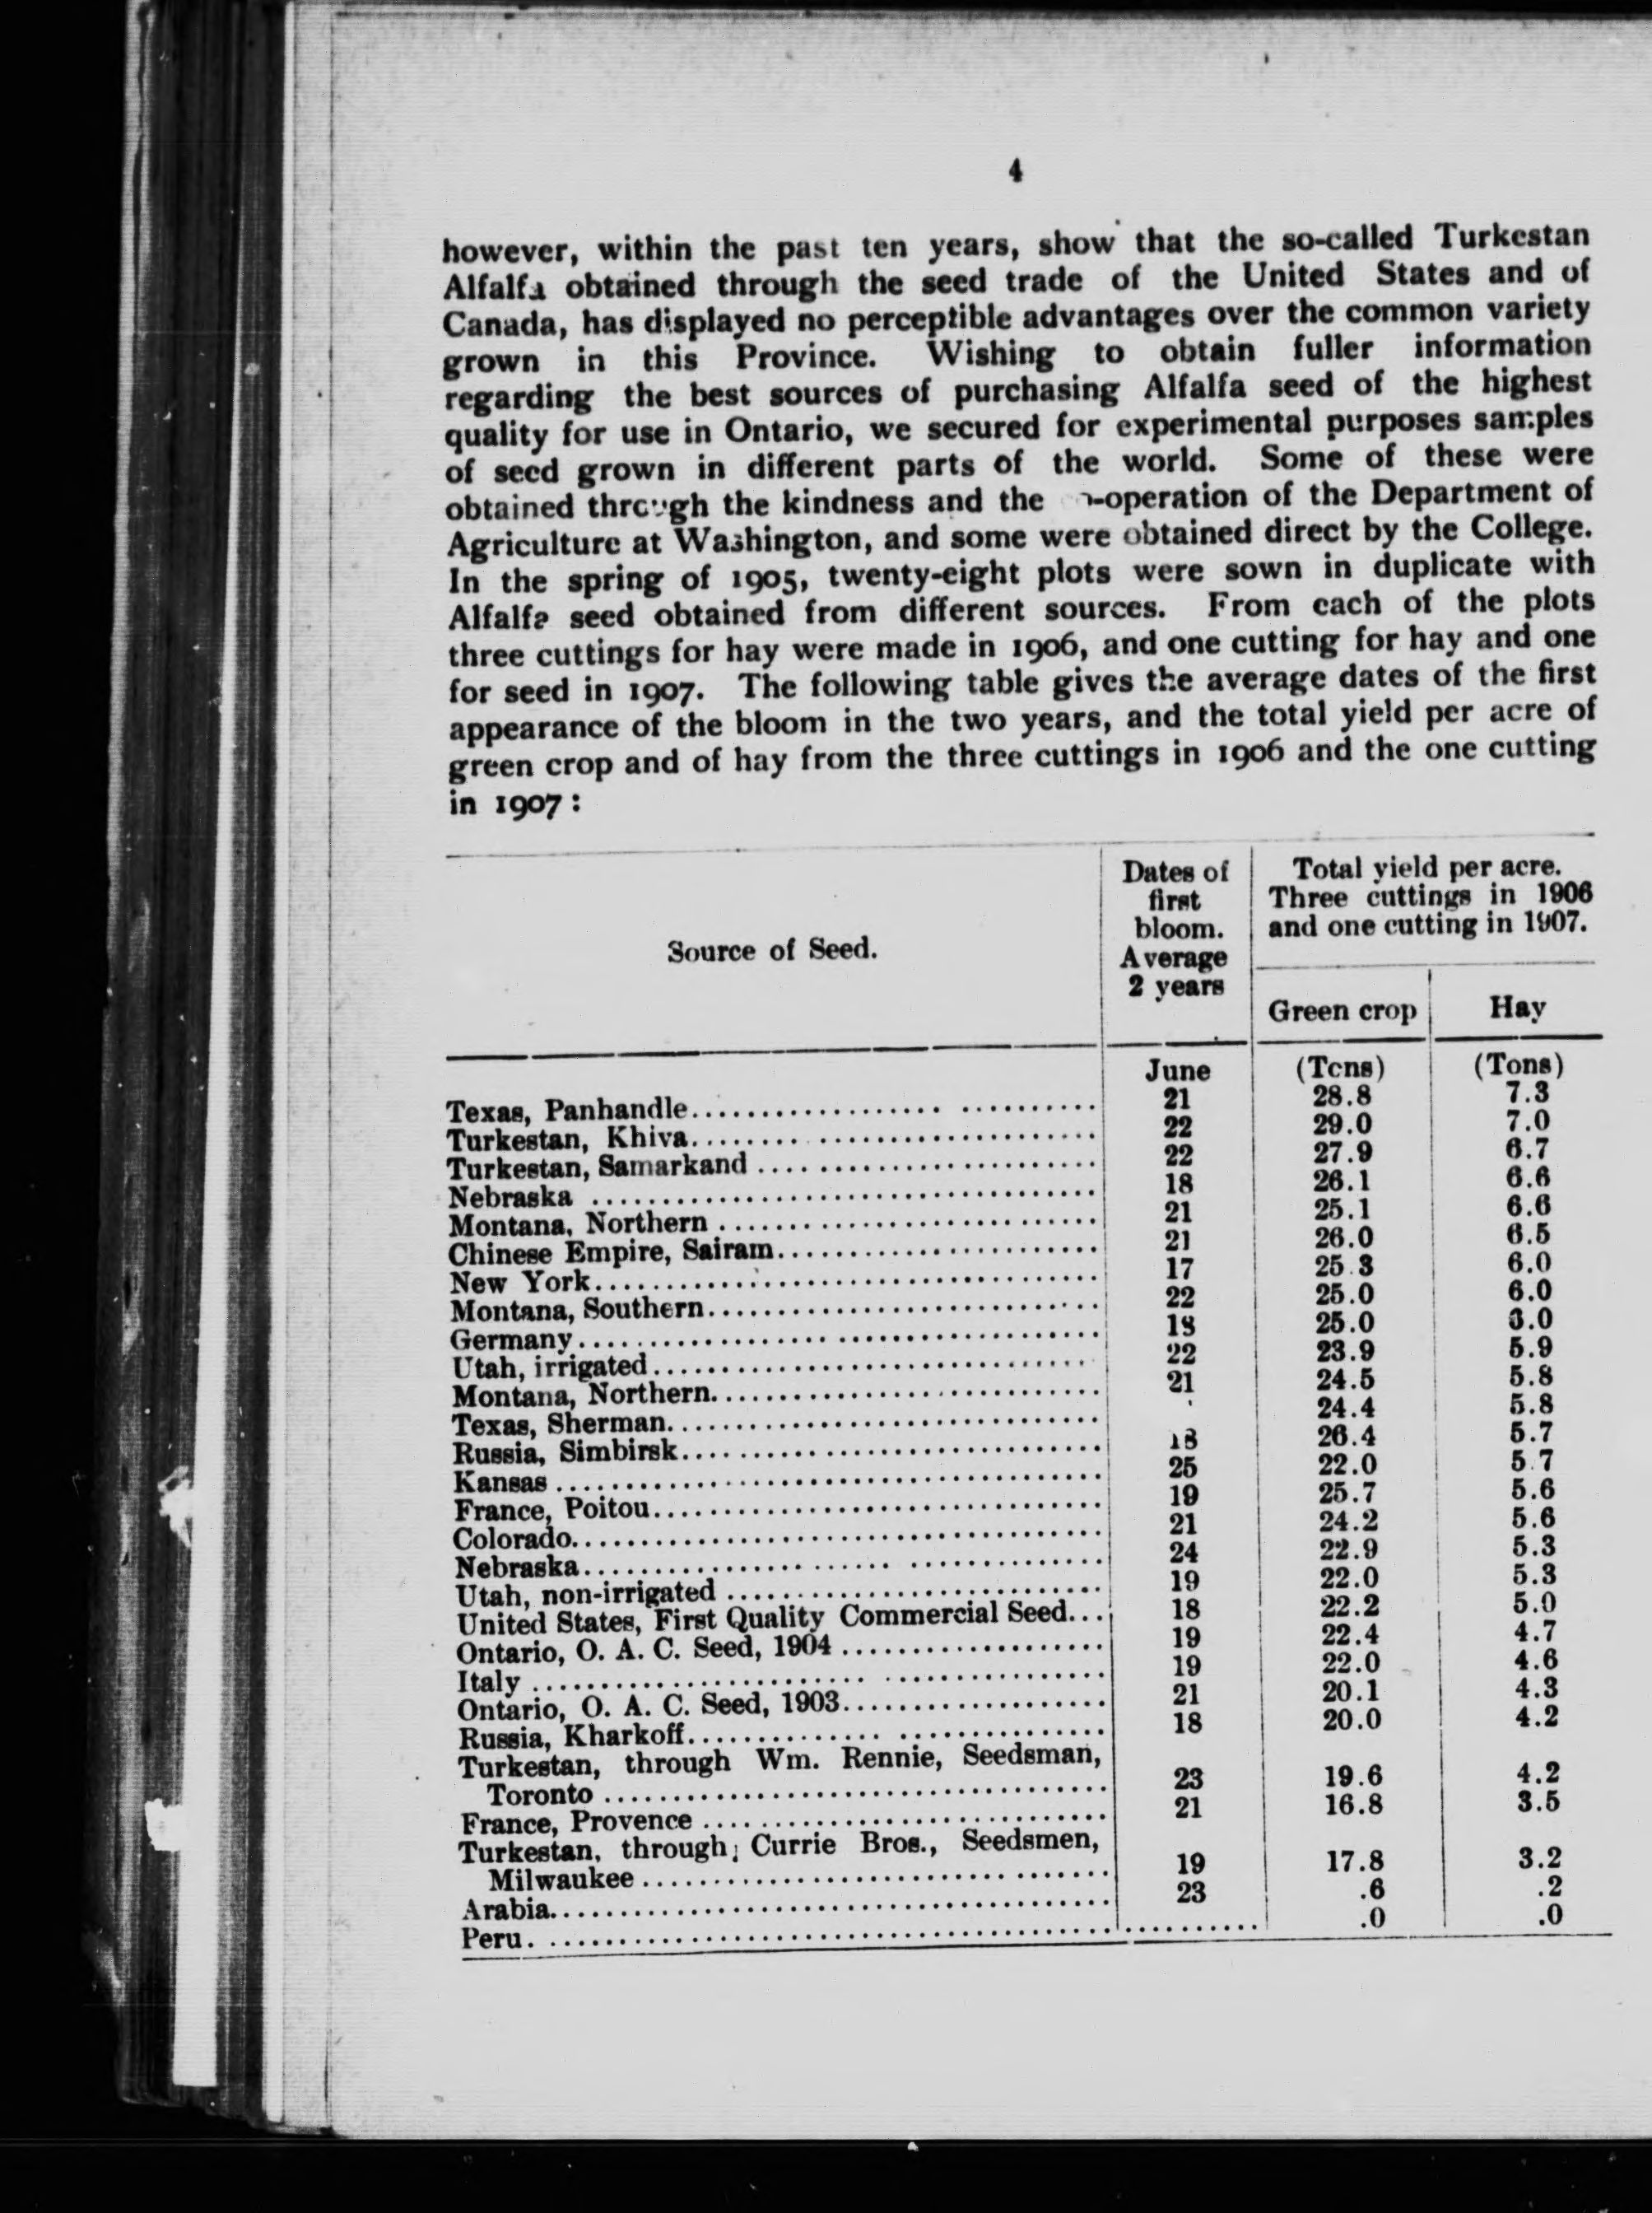 4
however, within the past ten years, show that the so-called Turkestan
Alfalfa obtained through the seed trade of the United States and of
Canada, has displayed no perceptible advantages over the common variety
grown in this Province. Wishing to obtain fuller information
regarding the best sources of purchasing Alfalfa seed of the highest
quality for use in Ontario, we secured for experimental purposes samples
of seed grown in different parts of the world. Some of these were
obtained through the kindness and the -operation of the Department of
Agriculture at Washington, and some were obtained direct by the College.
In the spring of 1905, twenty-eight plots were sown in duplicate with
Alfalfa seed obtained from different sources. From each of the plots
three cuttings for hay were made in 1906, and one cutting for hay and one
for seed in 1907. The following table gives the average dates of the first
appearance of the bloom in the two years, and the total yield per acre of
green crop and of hay from the three cuttings in 1906 and the one cutting
in 1907:
Source of Seed.
Dates of
first
bloom.
Average
2 years
Total yield per acre.
Three cuttings in 1906
and one cutting in 1907.
Green crop Hay
June (Tons) (Tons)
Texas, Panhandle 21 28.8 7.3
Turkestan, Khiva 22 29.0 7.0
Turkestan, Samarkand 22 27.9 6.7
Nebraska 18 26.1 6.6
Montana, Northern 21 25.1 6.6
Chinese Empire, Sairam 21 26.0 6.5
New York 17 25.3 6.0
Montana, Southern 22 25.0 6.0
Germany 18 25.0 6.0
Utah, irrigated 22 23.9 5.9
Montana, Northern 21 24.5 5.8
Texas, Sherman 24.4 5.8
Russia, Simbirsk 18 26.4 5.7
Kansas 25 22.0 5.7
France, Poitou 19 25.7 5.6
Colorado 21 24.2 5.6
Nebraska 24 22.9 5.3
Utah, non-irrigated 19 22.0 5.3
United States, First Quality Commercial Seed 18 22.2 5.0
Ontario, O. A. C. Seed, 1904 19 22.4 4.7
Italy 19 22.0 4.6
Ontario, O. A. C. Seed, 1903 21 20.1 4.3
Russia, Kharkoff 18 20.0 4.2
Turkestan, through Wm. Rennie, Seedsman,
Toronto 23 19.6 4.2
France, Provence 21 16.8 3.5
Turkestan, through Currie Bros., Seedsmen,
Milwaukee 19 17.8 3.2
Arabia 23 .6 .2
Peru .0 .0